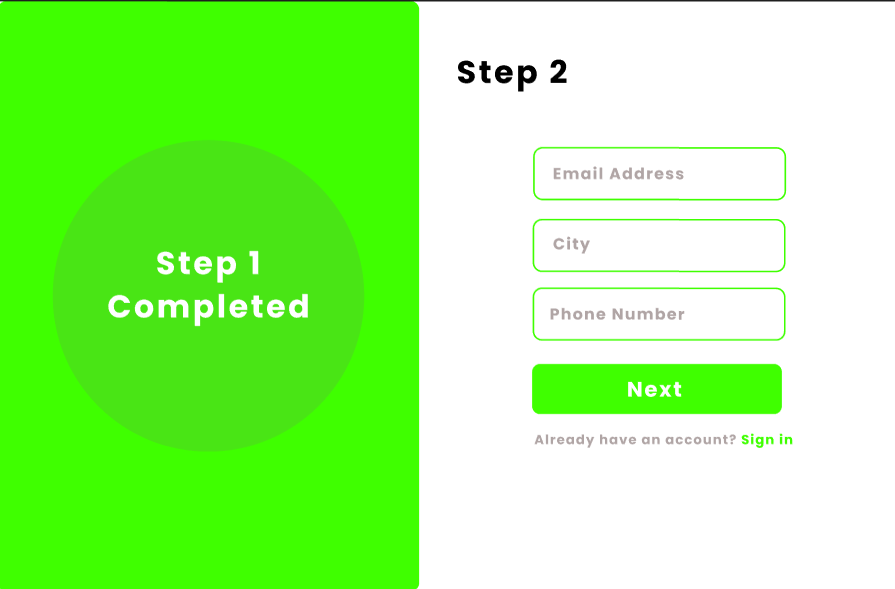 Step 1
Completed
Step 2
Email Address
City
Phone Number
Next
Already have an account? Sign in